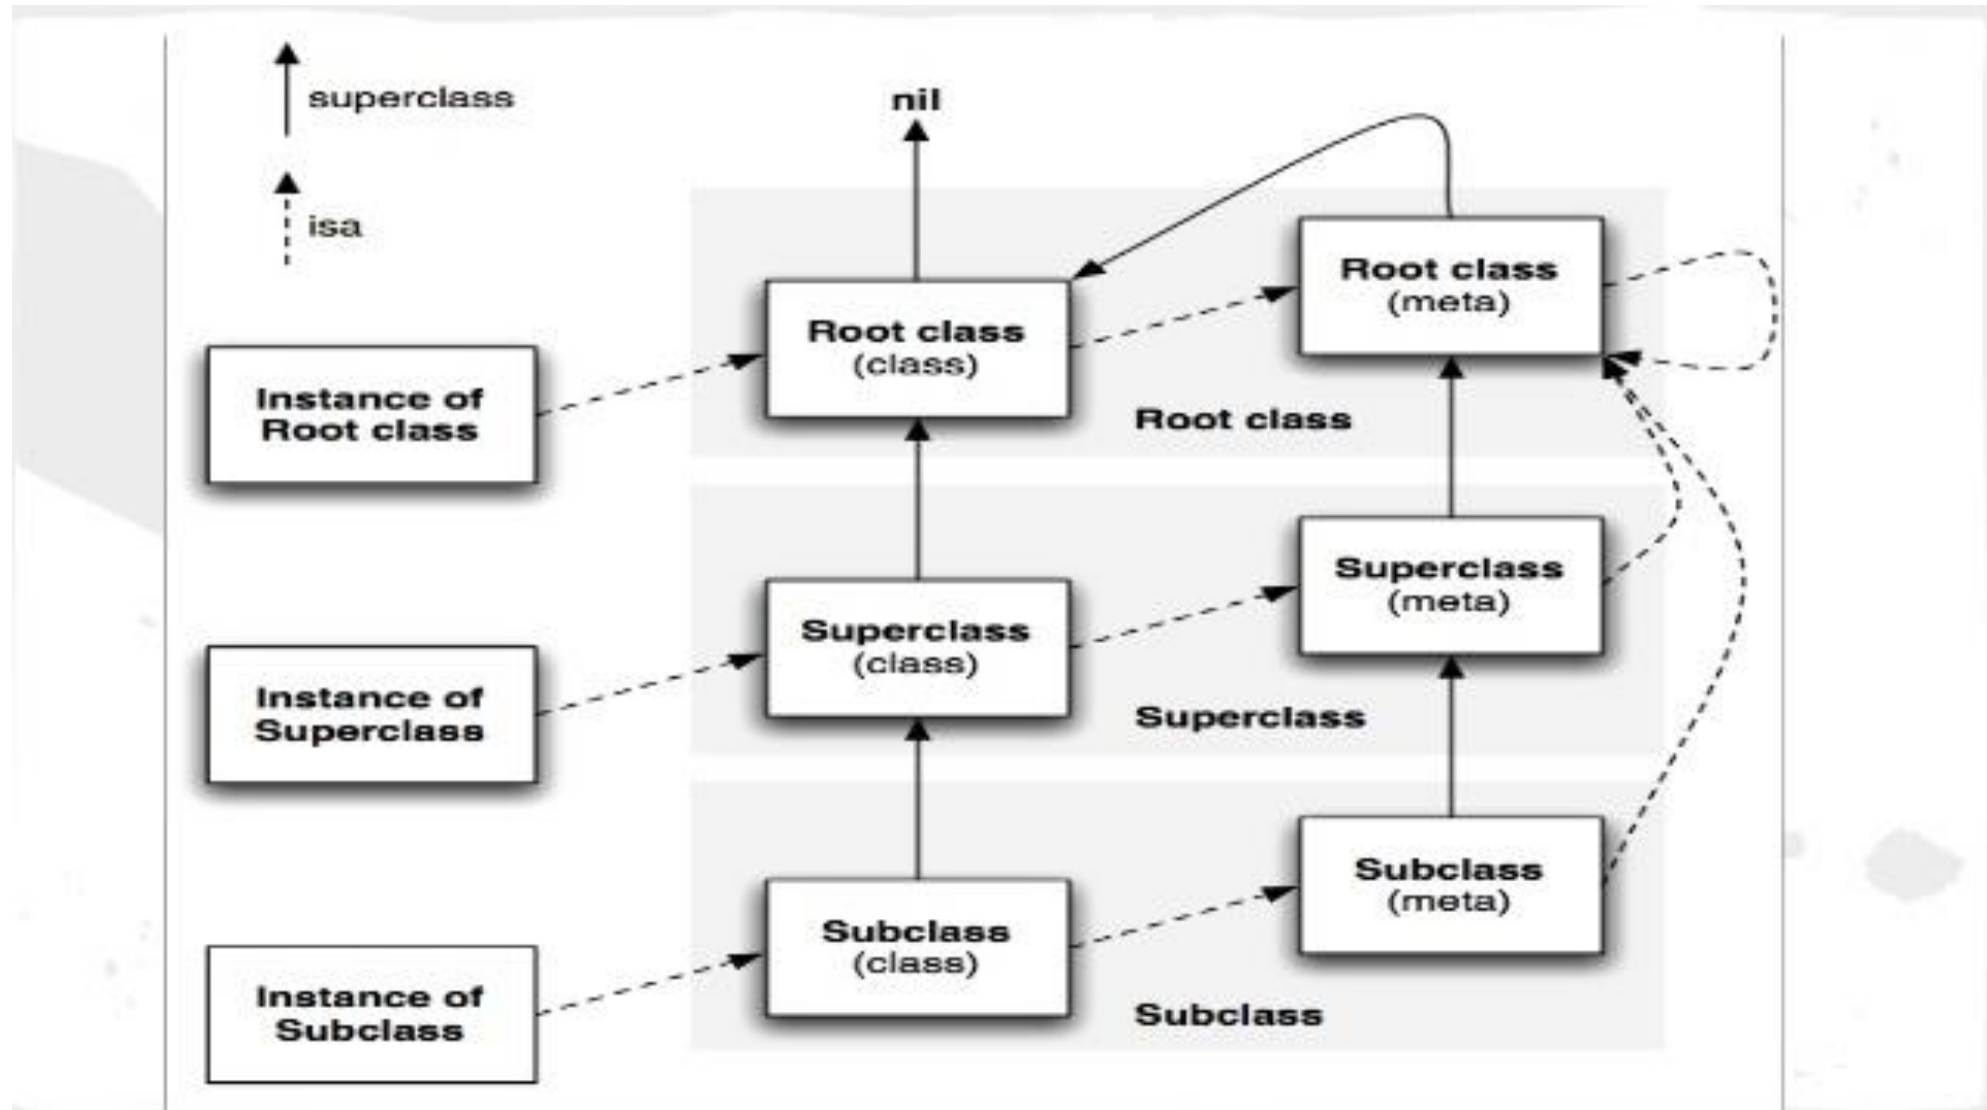 superclass
isa
nil
Root class
(meta)
Root class
(class)
Instance of
Root class
Root class
Superclass
(meta)
Superclass
(class)
Instance of
Superclass
Superclass
Subclass
(meta)
Subclass
(class)
Instance of
Subclass
Subclass